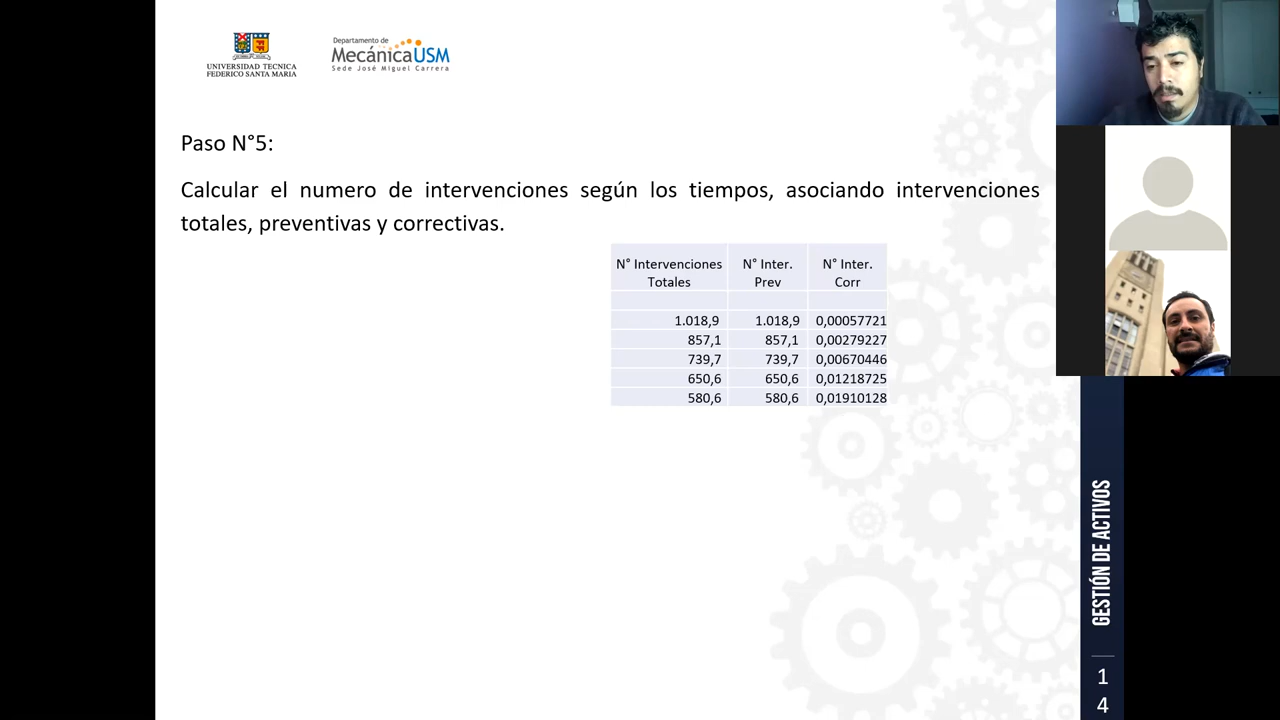 UNIVERSIDAD TECNICA
FEDERICO SANTA MARIA
Departamento de
MecánicaUSM
Sede José Miguel Carrera
Paso N°5:
Calcular el numero de intervenciones según los tiempos, asociando intervenciones
totales, preventivas y correctivas.
N° Intervenciones Totales N° Inter. Prev N° Inter. Corr
1.018,9 1.018,9 0,00057721
857,1 857,1 0,00279227
739,7 739,7 0,00670446
650,6 650,6 0,01218725
580,6 580,6 0,01910128
GESTIÓN DE ACTIVOS
1
4